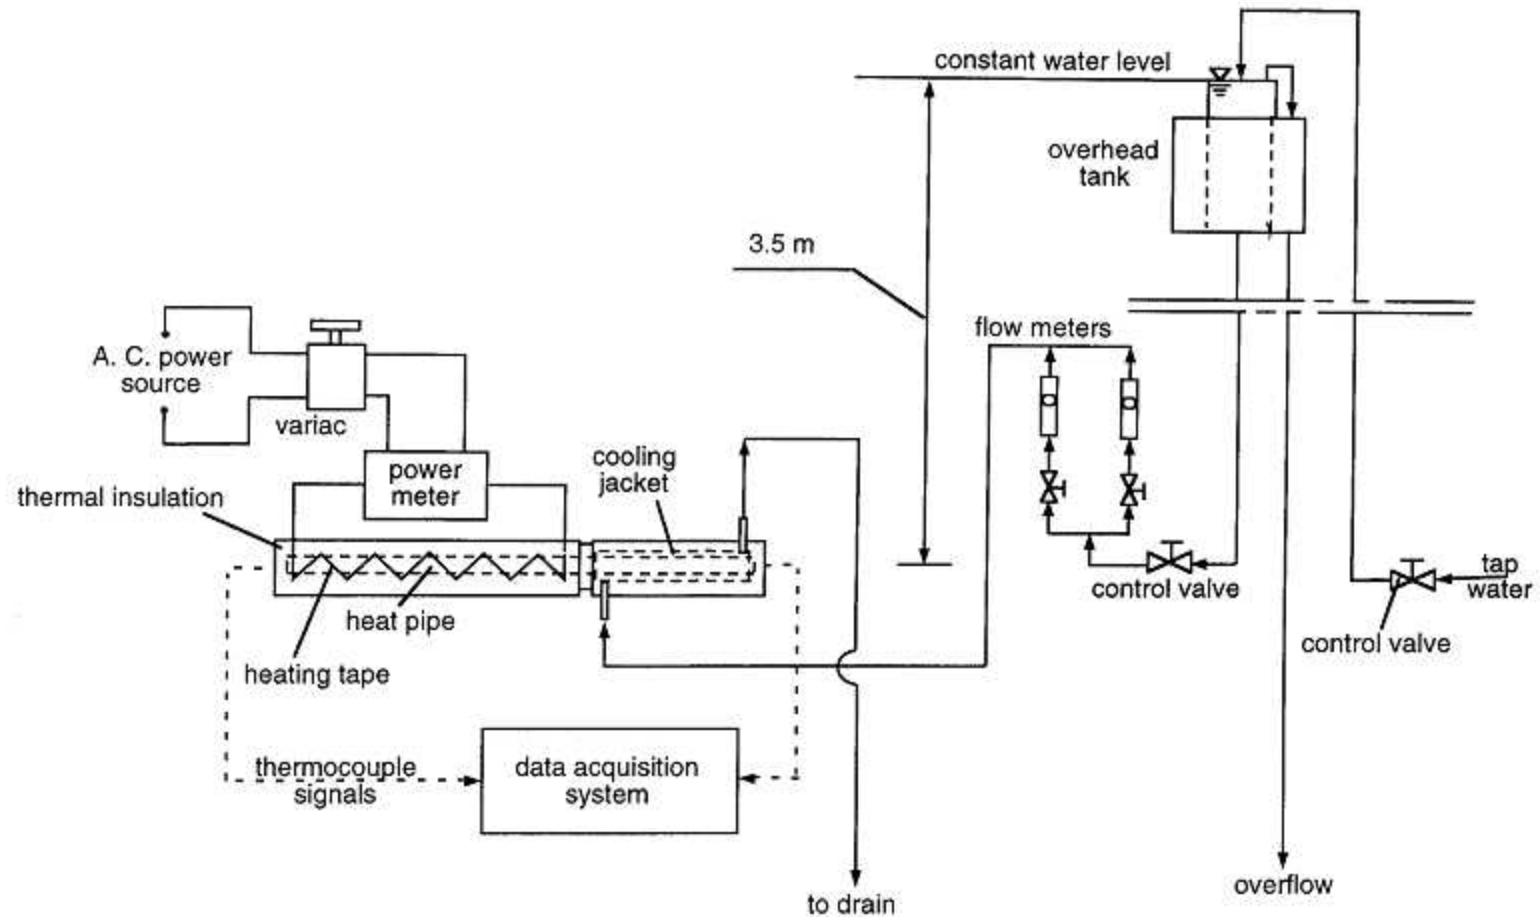 constant water level
overhead
tank
3.5 m
flow meters
A. C. power
source
variac
power
meter
cooling
jacket
thermal insulation
control valve
tap
water
control valve
heat pipe
heating tape
thermocouple
signals
data acquisition
system
to drain
overflow